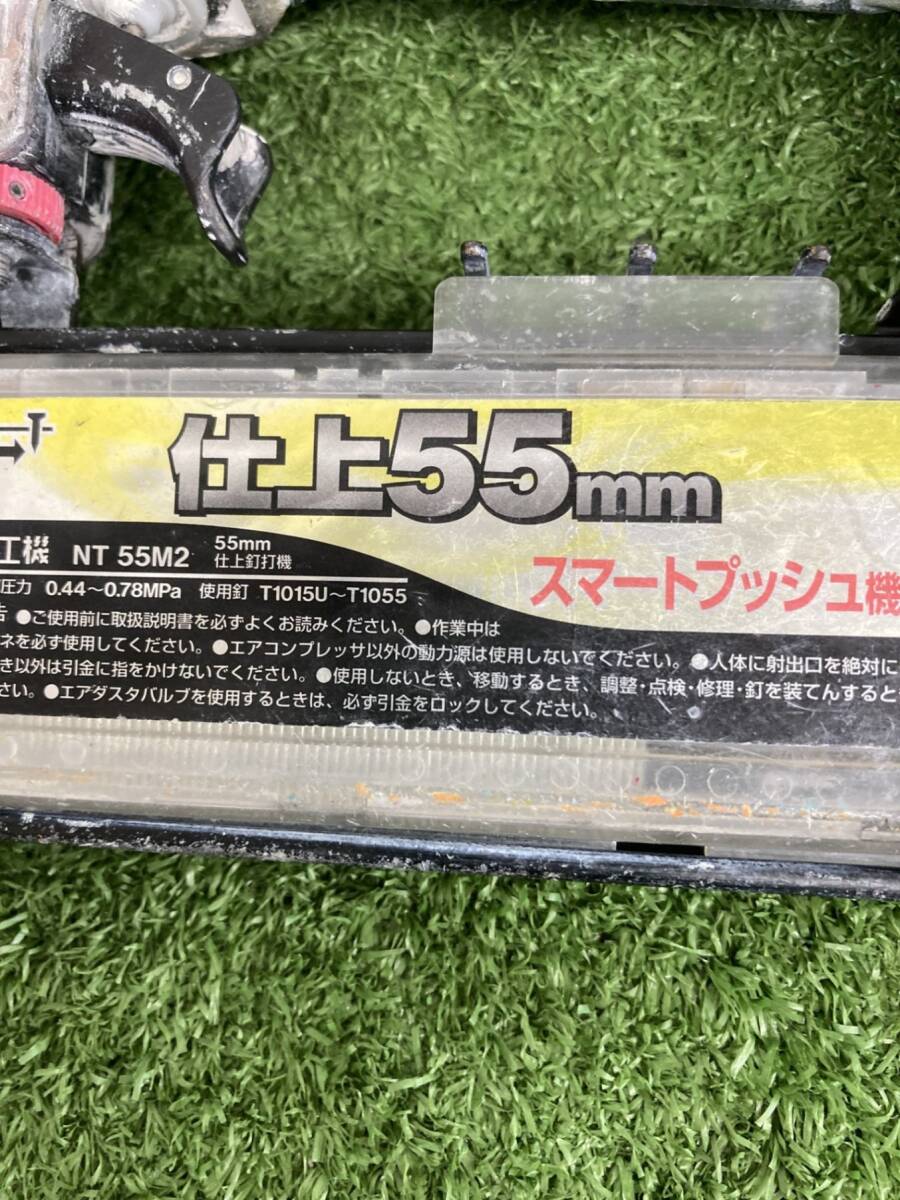 仕上55mm
工機 NT 55M2 55mm
仕上釘打機
スマートプッシュ機
圧力 0.44～0.78MPa 使用釘 T1015U～T1055
告 ●ご使用前に取扱説明書を必ずよくお読みください。 ●作業中は
ネを必ず使用してください。 ●エアコンプレッサ以外の動力源は使用しないでください。 ●人体に射出口を絶対に
き以外は引金に指をかけないでください。 ●使用しないとき、移動するとき、調整・点検・修理・釘を装てんすると
さい。 ●エアダスタバルブを使用するときは、必ず引金をロックしてください。